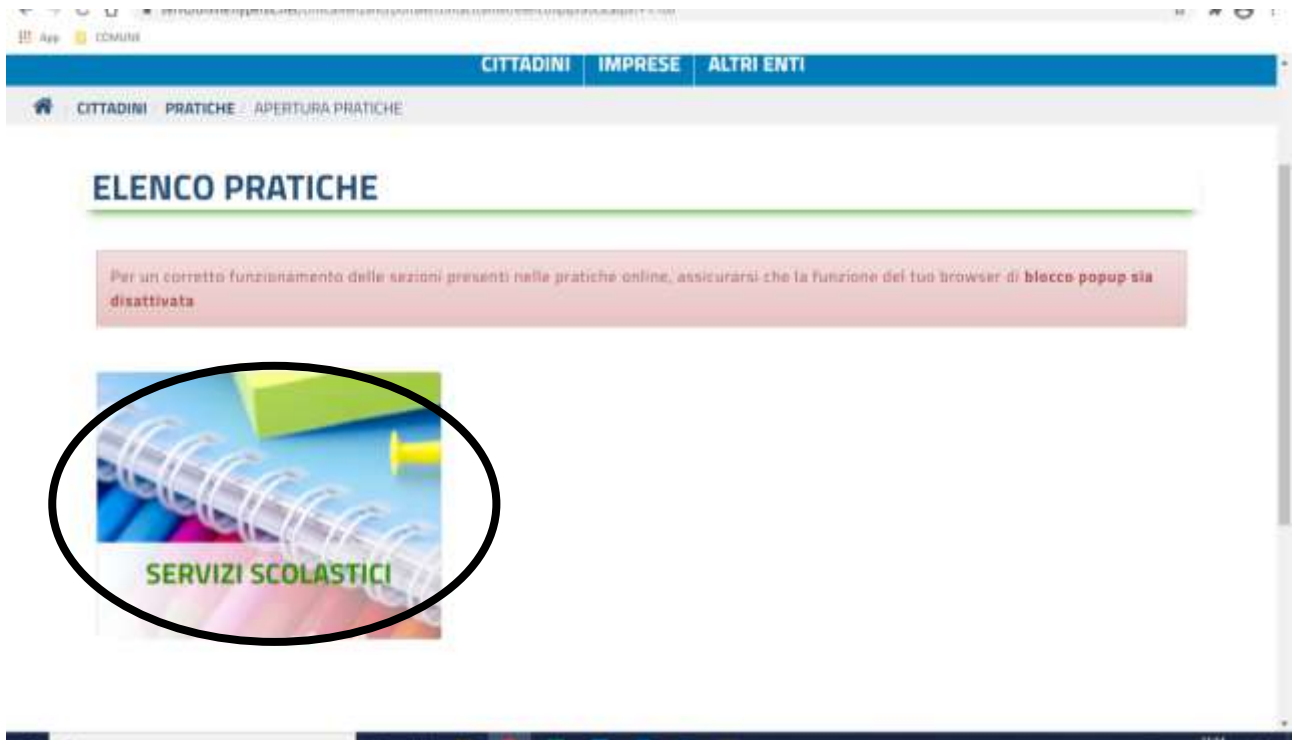 App COMUNE
CITTADINI IMPRESE ALTRI ENTI
CITTADINI PRATICHE / APERTURA PRATICHE
ELENCO PRATICHE
Per un corretto funzionamento delle sezioni presenti nelle pratiche online, assicurarsi che la funzione del tuo browser di blocco popup sia
disattivata
SERVIZI SCOLASTICI